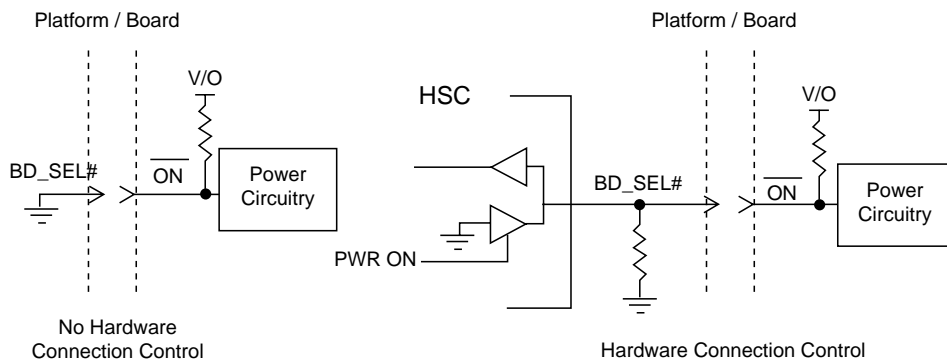 Platform / Board
V/O
BD_SEL#
ON
Power
Circuitry
No Hardware
Connection Control
Platform / Board
HSC
V/O
BD_SEL#
ON
Power
Circuitry
PWR ON
Hardware Connection Control